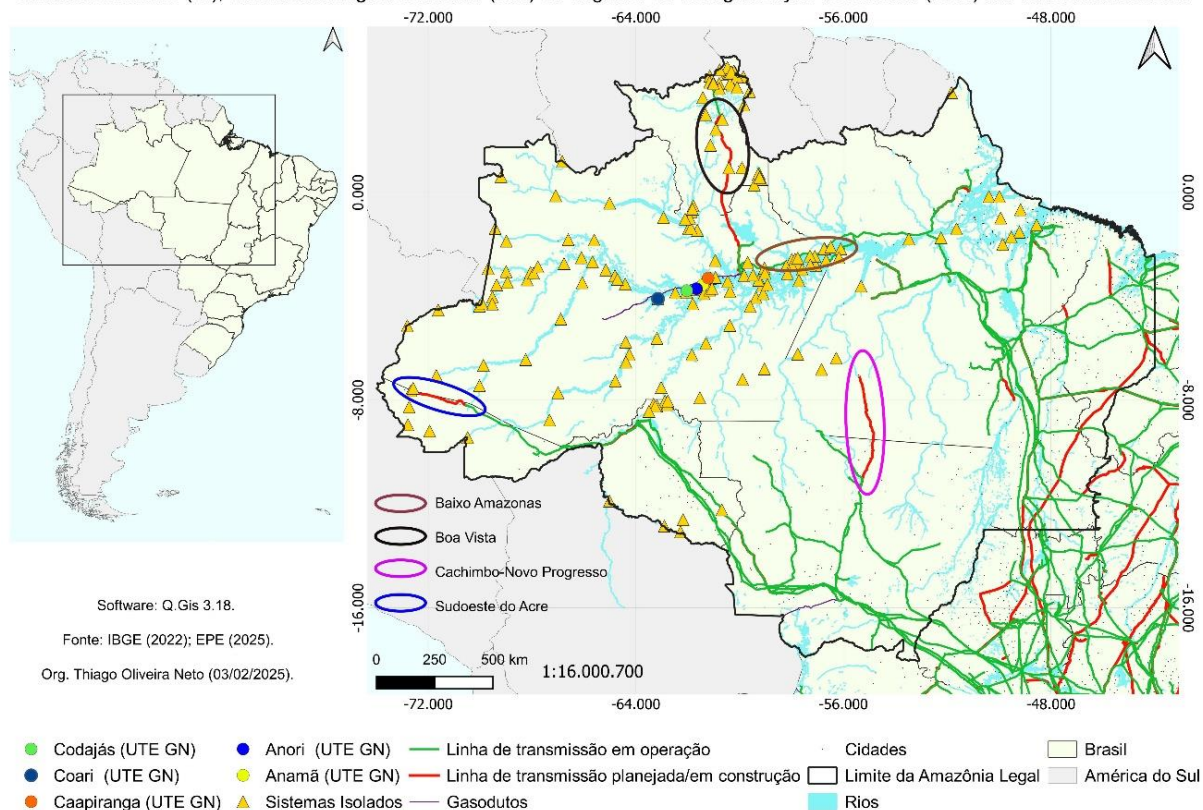 -72.000 -64.000 -56.000 -48.000
0.000 0.000
-8.000 -8.000
-16.000 -16.000
Baixo Amazonas
Boa Vista
Cachimbo-Novo Progresso
Sudoeste do Acre
0 250 500 km
1:16.000.700
-72.000 -64.000 -56.000 -48.000
Software: Q.Gis 3.18.
Fonte: IBGE (2022); EPE (2025).
Org. Thiago Oliveira Neto (03/02/2025).
Codajás (UTE GN) Anori (UTE GN) Linha de transmissão em operação Cidades Brasil
Coari (UTE GN) Anamã (UTE GN) Linha de transmissão planejada/em construção Limite da Amazônia Legal América do Sul
Caapiranga (UTE GN) Sistemas Isolados Gasodutos Rios